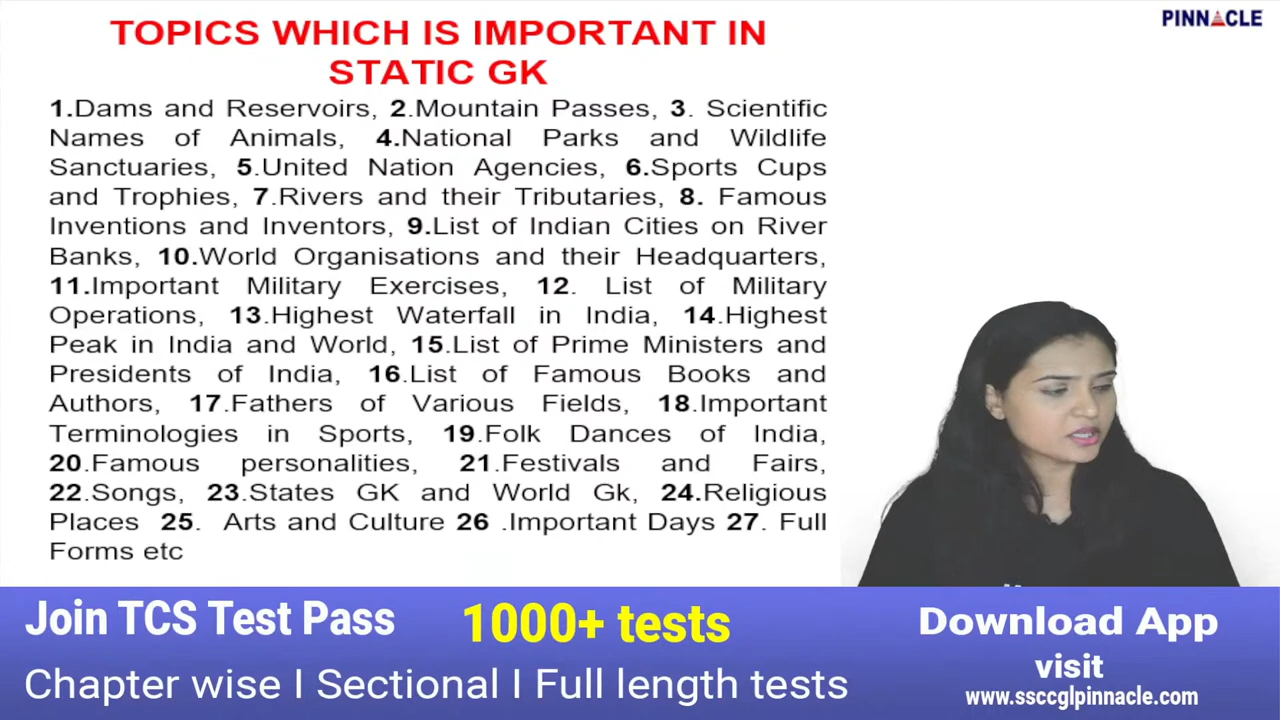 TOPICS WHICH IS IMPORTANT IN
STATIC GK
PINNACLE
1.Dams and Reservoirs, 2.Mountain Passes, 3. Scientific
Names of Animals, 4.National Parks and Wildlife
Sanctuaries, 5.United Nation Agencies, 6.Sports Cups
and Trophies, 7.Rivers and their Tributaries, 8. Famous
Inventions and Inventors, 9.List of Indian Cities on River
Banks, 10.World Organisations and their Headquarters,
11.Important Military Exercises, 12. List of Military
Operations, 13.Highest Waterfall in India, 14.Highest
Peak in India and World, 15.List of Prime Ministers and
Presidents of India, 16.List of Famous Books and
Authors, 17.Fathers of Various Fields, 18.Important
Terminologies in Sports, 19.Folk Dances of India,
20.Famous personalities, 21.Festivals and Fairs,
22.Songs, 23.States GK and World Gk, 24.Religious
Places 25. Arts and Culture 26 .Important Days 27. Full
Forms etc
Join TCS Test Pass 1000+ tests
Chapter wise I Sectional I Full length tests
Download App
visit
www.ssccglpinnacle.com